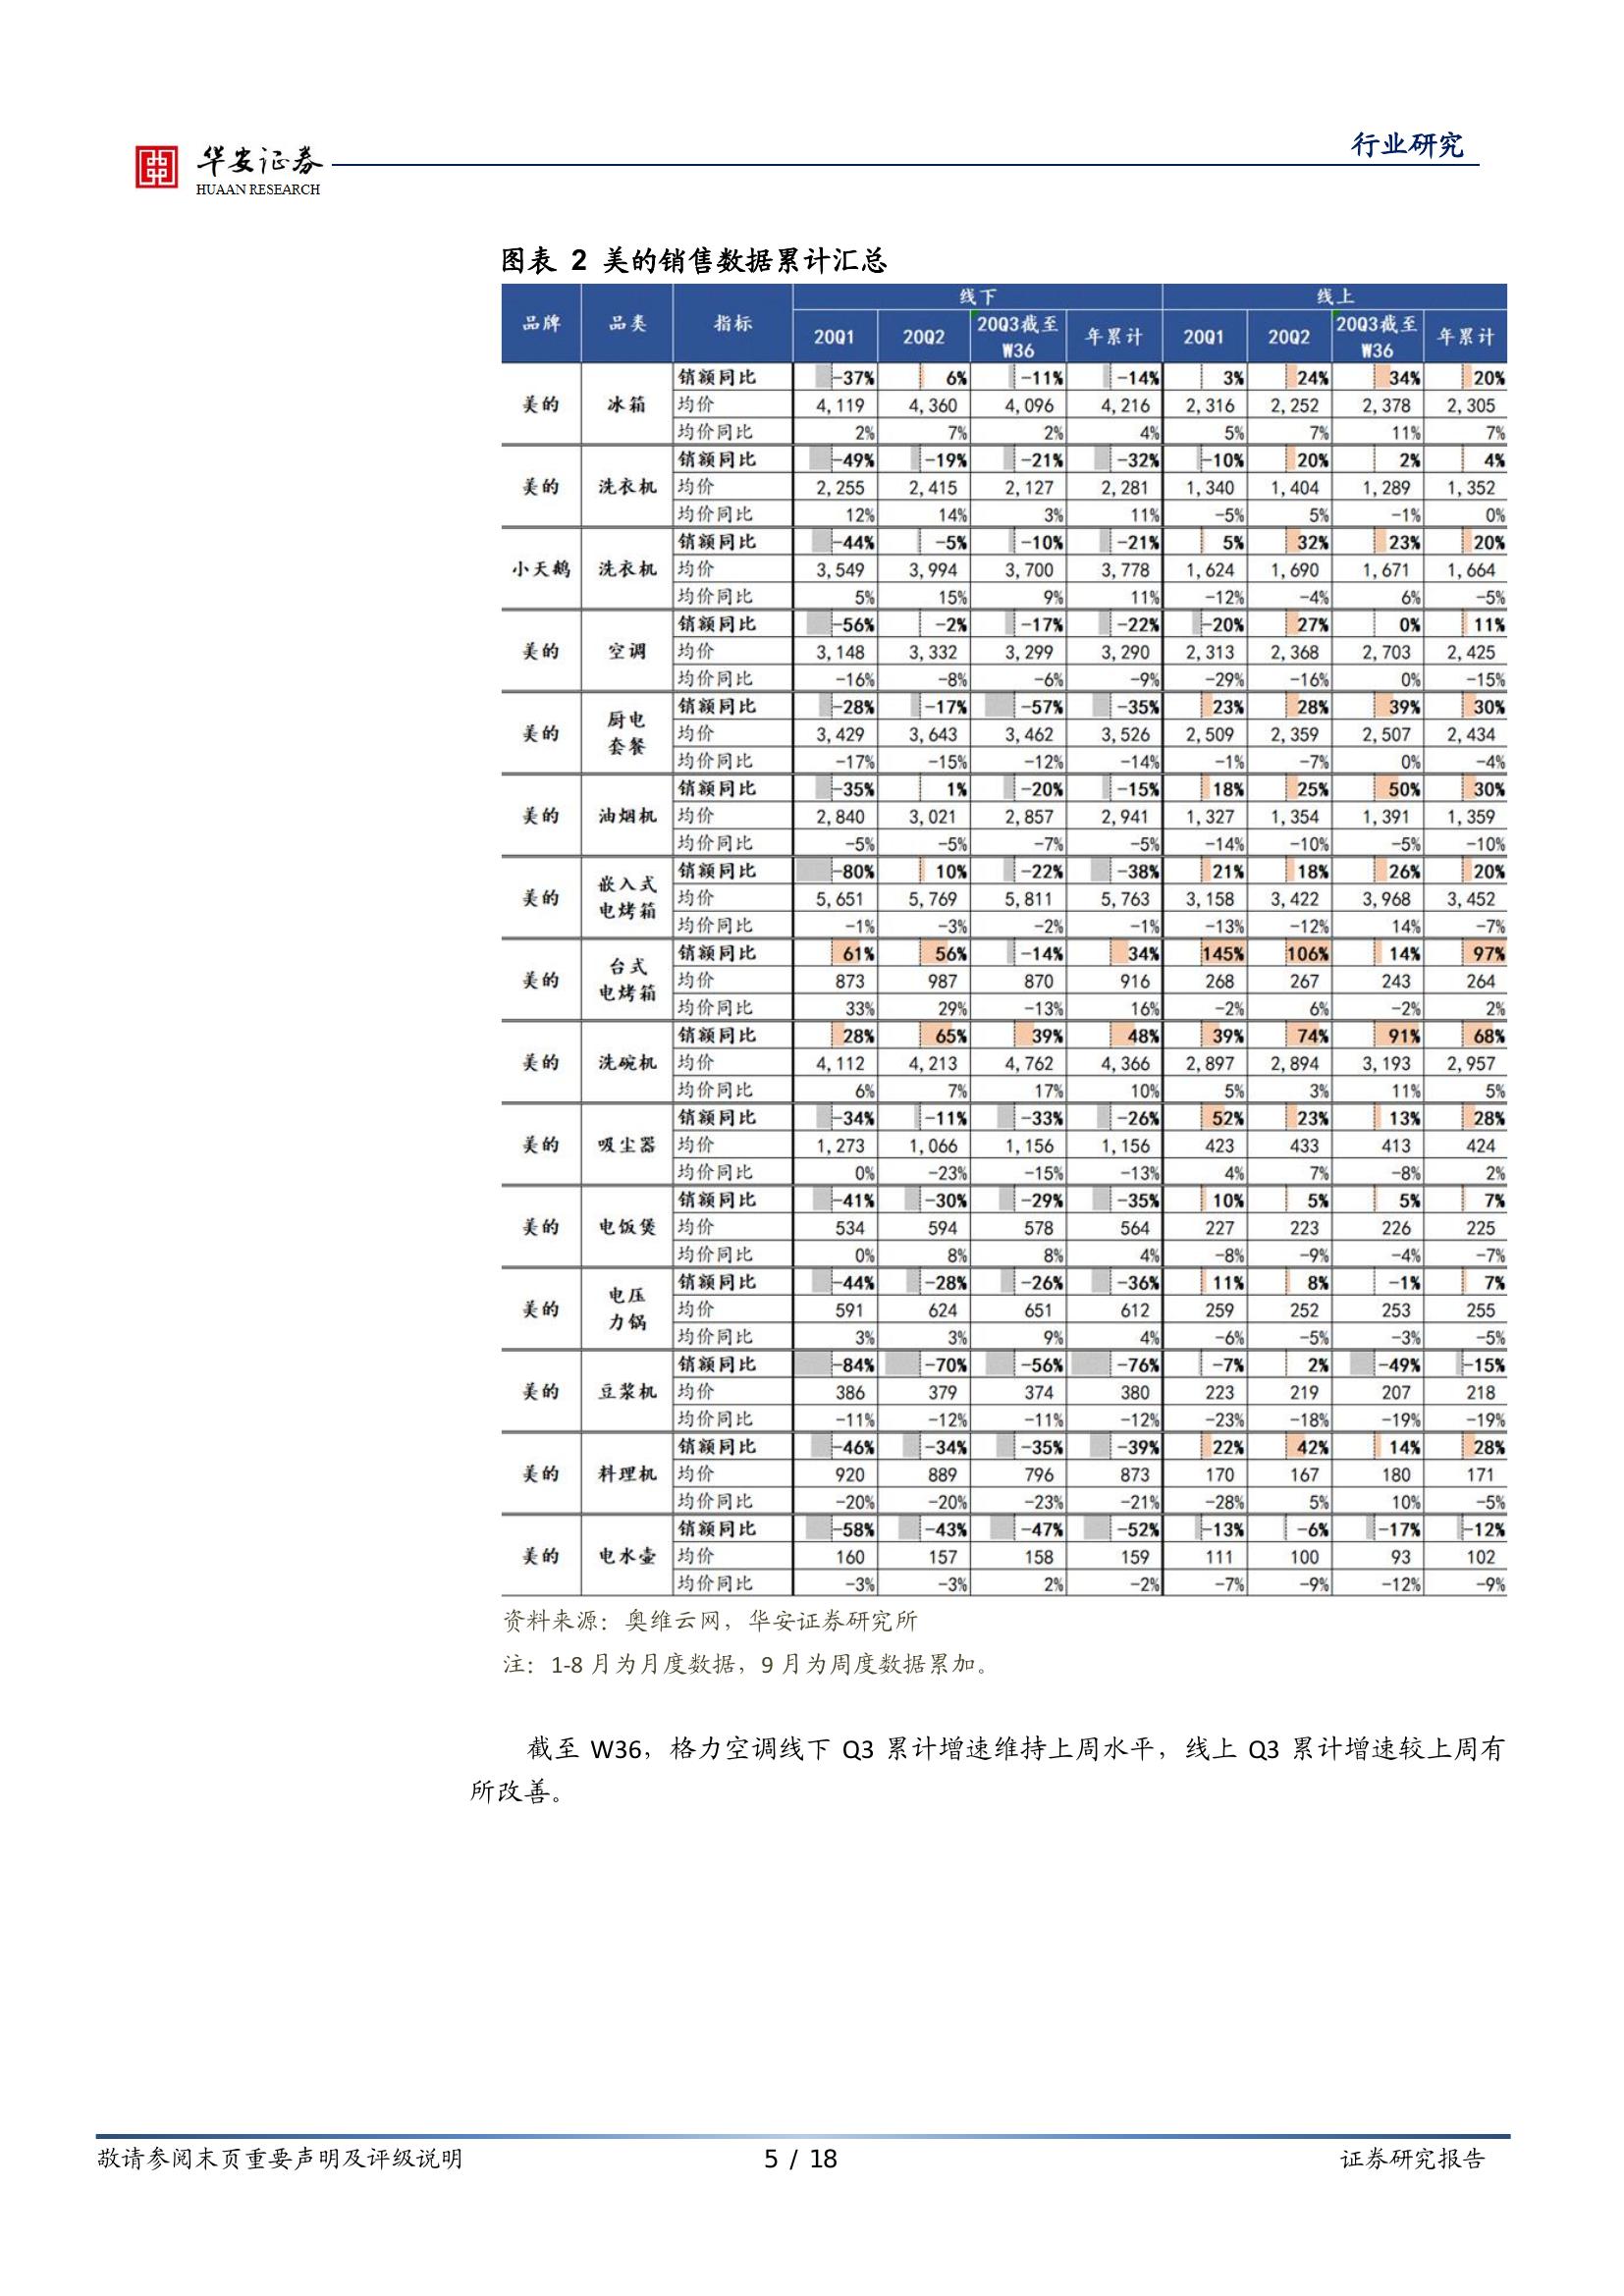 华安证券
HUAAN RESEARCH
行业研究
图表 2 美的销售数据累计汇总
品牌 品类 指标 线下 线上
20Q1 20Q2 20Q3截至W36 年累计 20Q1 20Q2 20Q3截至W36 年累计
美的 冰箱 销额同比 -37% 6% -11% -14% 3% 24% 34% 20%
均价 4,119 4,360 4,096 4,216 2,316 2,252 2,378 2,305
均价同比 2% 7% 2% 4% 5% 7% 11% 7%
美的 洗衣机 销额同比 -49% -19% -21% -32% -10% 20% 2% 4%
均价 2,255 2,415 2,127 2,281 1,340 1,404 1,289 1,352
均价同比 12% 14% 3% 11% -5% 5% -1% 0%
小天鹅 洗衣机 销额同比 -44% -5% -10% -21% 5% 32% 23% 20%
均价 3,549 3,994 3,700 3,778 1,624 1,690 1,671 1,664
均价同比 5% 15% 9% 11% -12% -4% 6% -5%
美的 空调 销额同比 -56% -2% -17% -22% -20% 27% 0% 11%
均价 3,148 3,332 3,299 3,290 2,313 2,368 2,703 2,425
均价同比 -16% -8% -6% -9% -29% -16% 0% -15%
美的 厨电套餐 销额同比 -28% -17% -57% -35% 23% 28% 39% 30%
均价 3,429 3,643 3,462 3,526 2,509 2,359 2,507 2,434
均价同比 -17% -15% -12% -14% -1% -7% 0% -4%
美的 油烟机 销额同比 -35% 1% -20% -15% 18% 25% 50% 30%
均价 2,840 3,021 2,857 2,941 1,327 1,354 1,391 1,359
均价同比 -5% -5% -7% -5% -14% -10% -5% -10%
美的 嵌入式电烤箱 销额同比 -80% 10% -22% -38% 21% 18% 26% 20%
均价 5,651 5,769 5,811 5,763 3,158 3,422 3,968 3,452
均价同比 -1% -3% -2% -1% -13% -12% 14% -7%
美的 台式电烤箱 销额同比 61% 56% -14% 34% 145% 106% 14% 97%
均价 873 987 870 916 268 267 243 264
均价同比 33% 29% -13% 16% -2% 6% -2% 2%
美的 洗碗机 销额同比 28% 65% 39% 48% 39% 74% 91% 68%
均价 4,112 4,213 4,762 4,366 2,897 2,894 3,193 2,957
均价同比 6% 7% 17% 10% 5% 3% 11% 5%
美的 吸尘器 销额同比 -34% -11% -33% -26% 52% 23% 13% 28%
均价 1,273 1,066 1,156 1,156 423 433 413 424
均价同比 0% -23% -15% -13% 4% 7% -8% 2%
美的 电饭煲 销额同比 -41% -30% -29% -35% 10% 5% 5% 7%
均价 534 594 578 564 227 223 226 225
均价同比 0% 8% 8% 4% -8% -9% -4% -7%
美的 电压力锅 销额同比 -44% -28% -26% -36% 11% 8% -1% 7%
均价 591 624 651 612 259 252 253 255
均价同比 3% 3% 9% 4% -6% -5% -3% -5%
美的 豆浆机 销额同比 -84% -70% -56% -76% -7% 2% -49% -15%
均价 386 379 374 380 223 219 207 218
均价同比 -11% -12% -11% -12% -23% -18% -19% -19%
美的 料理机 销额同比 -46% -34% -35% -39% 22% 42% 14% 28%
均价 920 889 796 873 170 167 180 171
均价同比 -20% -20% -23% -21% -28% 5% 10% -5%
美的 电水壶 销额同比 -58% -43% -47% -52% -13% -6% -17% -12%
均价 160 157 158 159 111 100 93 102
均价同比 -3% -3% 2% -2% -7% -9% -12% -9%
资料来源：奥维云网，华安证券研究所
注：1-8 月为月度数据，9 月为周度数据累加。
截至 W36，格力空调线下 Q3 累计增速维持上周水平，线上 Q3 累计增速较上周有
所改善。
敬请参阅末页重要声明及评级说明 5 / 18 证券研究报告